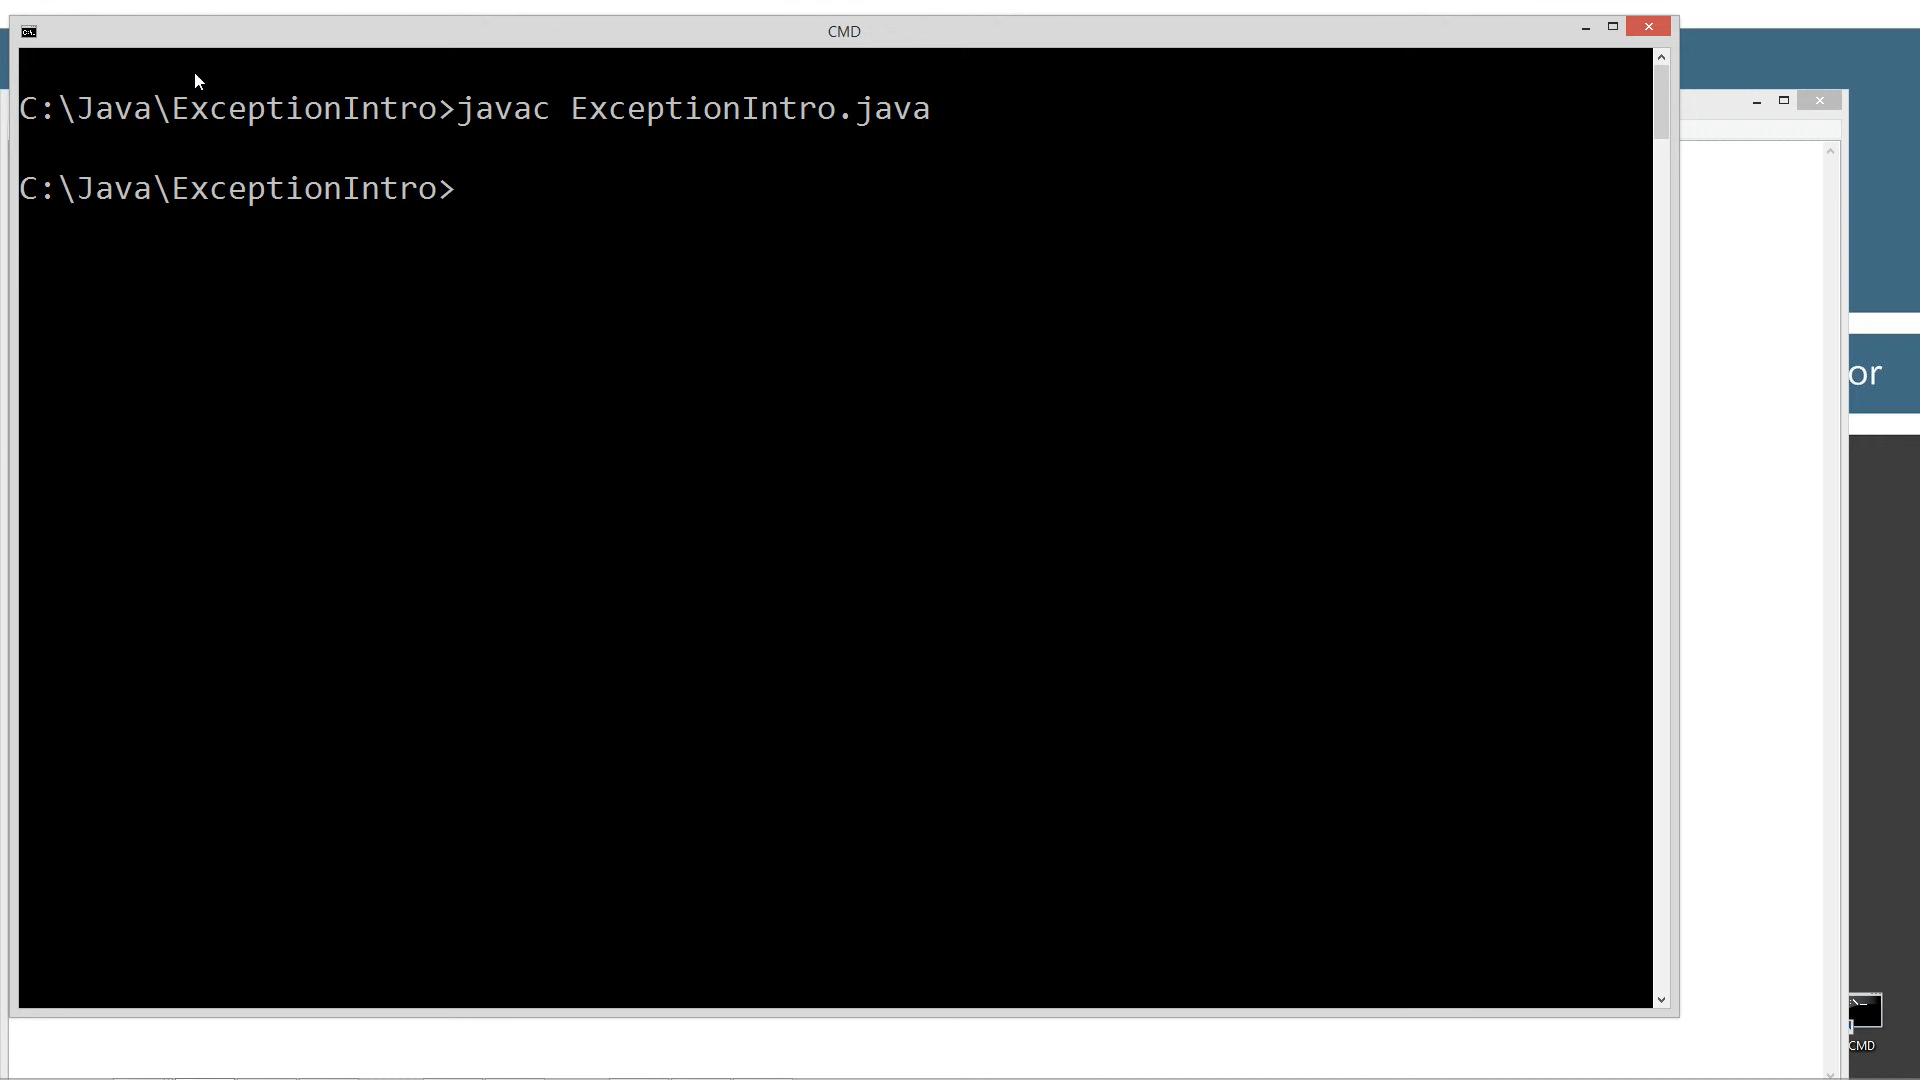 CMD
C:\Java\ExceptionIntro>javac ExceptionIntro.java
C:\Java\ExceptionIntro>
or
CMD